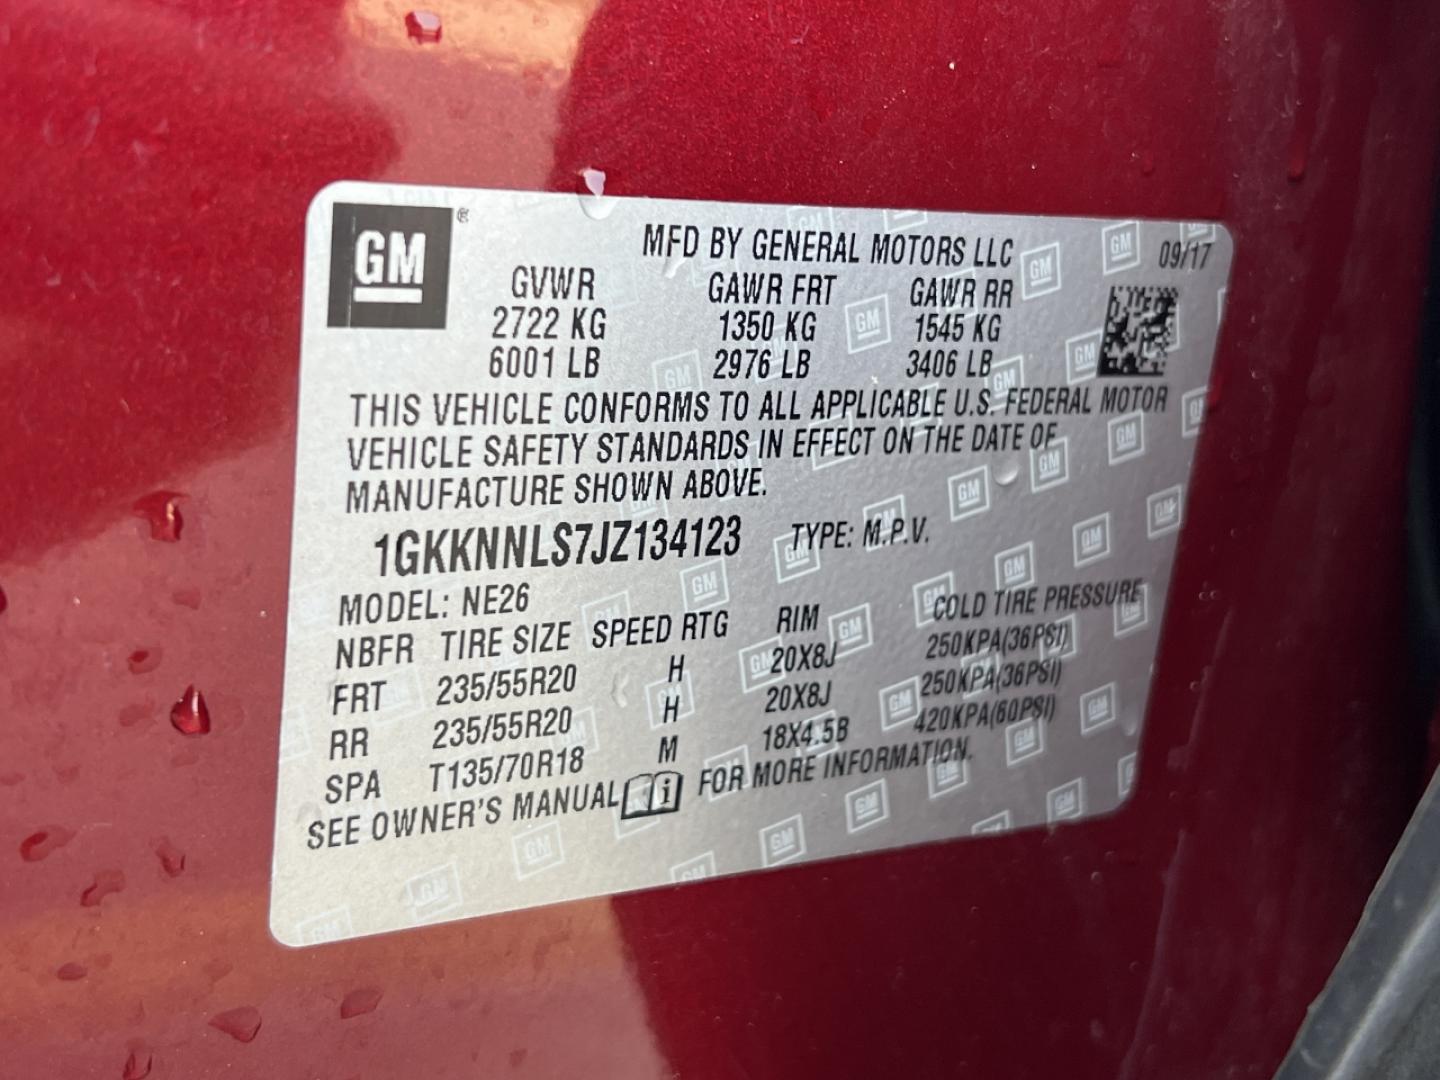 GM ®
MFD BY GENERAL MOTORS LLC 09/17
GVWR GAWR FRT GAWR RR
2722 KG 1350 KG 1545 KG
6001 LB 2976 LB 3406 LB
THIS VEHICLE CONFORMS TO ALL APPLICABLE U.S. FEDERAL MOTOR
VEHICLE SAFETY STANDARDS IN EFFECT ON THE DATE OF
MANUFACTURE SHOWN ABOVE.
1GKKNNLS7JZ134123 TYPE: M.P.V.
MODEL: NE26
NBFR TIRE SIZE SPEED RTG RIM COLD TIRE PRESSURE
FRT 235/55R20 H 20X8J 250KPA(36PSI)
RR 235/55R20 H 20X8J 250KPA(36PSI)
SPA T135/70R18 M 18X4.5B 420KPA(60PSI)
SEE OWNER'S MANUAL i FOR MORE INFORMATION.